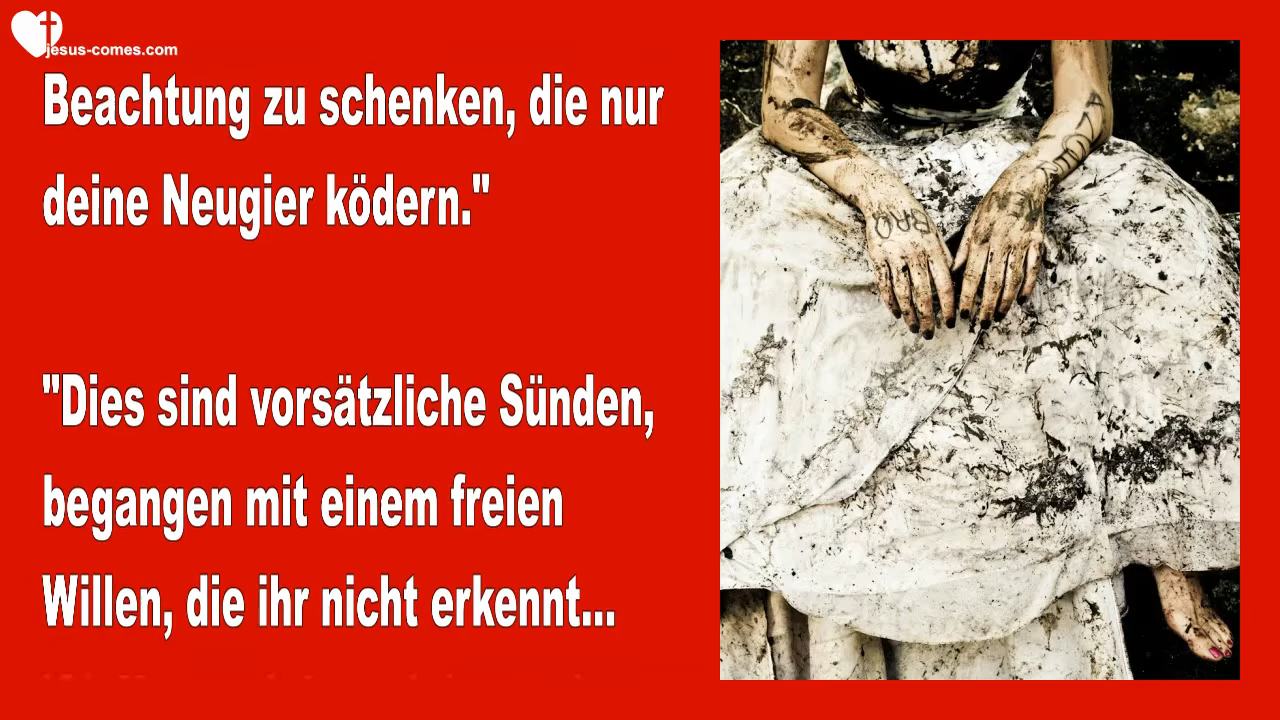 jesus-comes.com
Beachtung zu schenken, die nur
deine Neugier ködern."
"Dies sind vorsätzliche Sünden,
begangen mit einem freien
Willen, die ihr nicht erkennt...